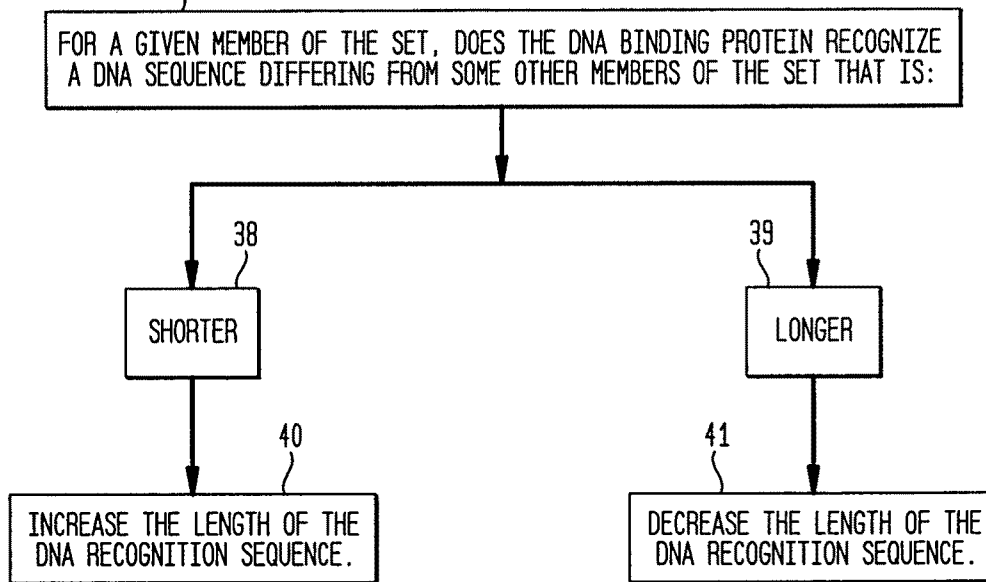 FOR A GIVEN MEMBER OF THE SET, DOES THE DNA BINDING PROTEIN RECOGNIZE
A DNA SEQUENCE DIFFERING FROM SOME OTHER MEMBERS OF THE SET THAT IS:
38
39
SHORTER
LONGER
40
41
INCREASE THE LENGTH OF THE
DNA RECOGNITION SEQUENCE.
DECREASE THE LENGTH OF THE
DNA RECOGNITION SEQUENCE.